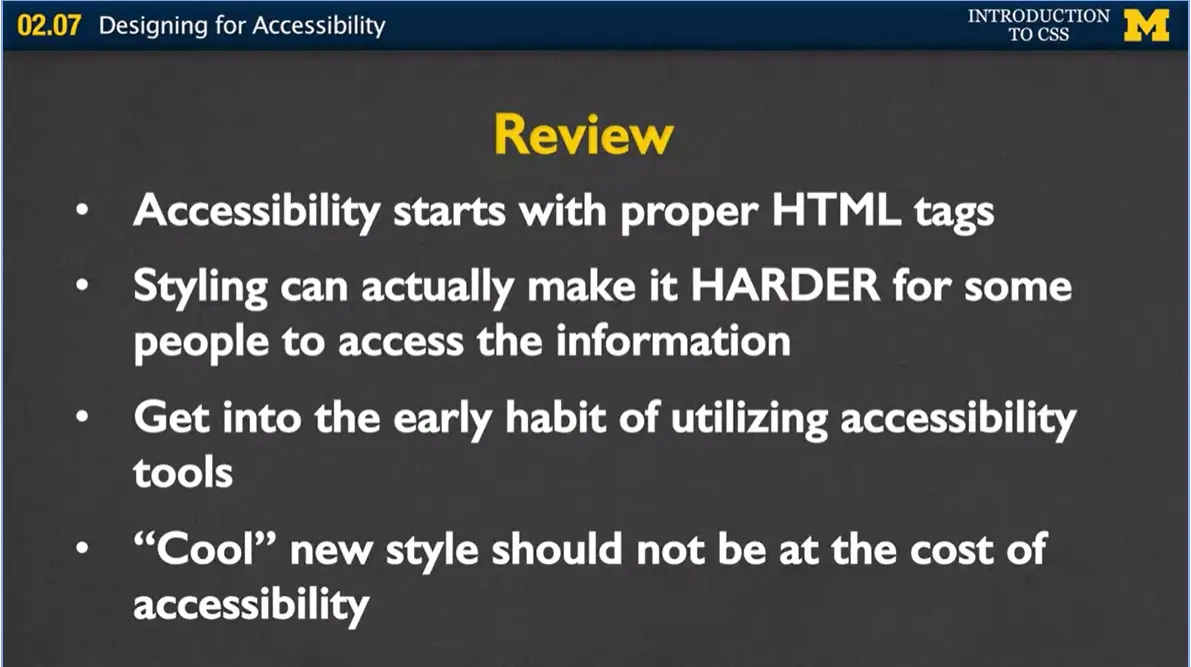 02.07 Designing for Accessibility
INTRODUCTION
TO CSS
M
Review
• Accessibility starts with proper HTML tags
• Styling can actually make it HARDER for some
people to access the information
• Get into the early habit of utilizing accessibility
tools
• “Cool” new style should not be at the cost of
accessibility